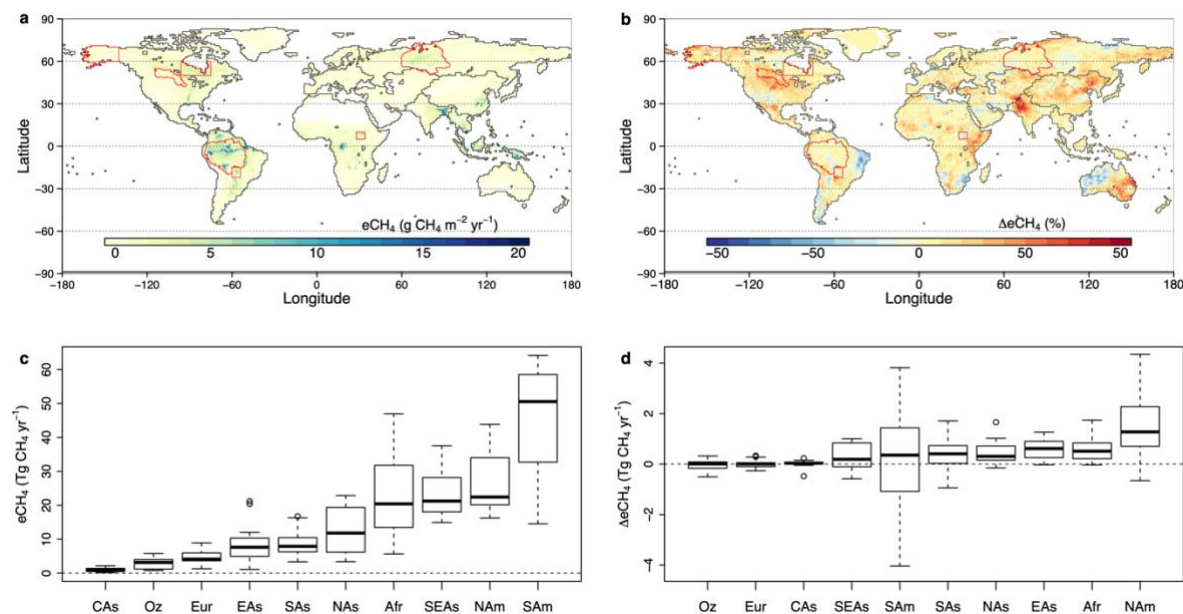 a
b
90
60
30
0
−30
−60
−90
Latitude
eCH₄ (g CH₄ m⁻² yr⁻¹)
0 5 10 15 20
−180 −120 −60 0 60 120 180
Longitude
90
60
30
0
−30
−60
−90
Latitude
ΔeCH₄ (%)
−50 −50 0 50 50
−180 −120 −60 0 60 120 180
Longitude
c
eCH₄ (Tg CH₄ yr⁻¹)
60
50
40
30
20
10
0
CAs Oz Eur EAs SAs NAs Afr SEAs NAm SAm
d
ΔeCH₄ (Tg CH₄ yr⁻¹)
4
2
0
−2
−4
Oz Eur CAs SEAs SAm SAs NAs EAs Afr NAm